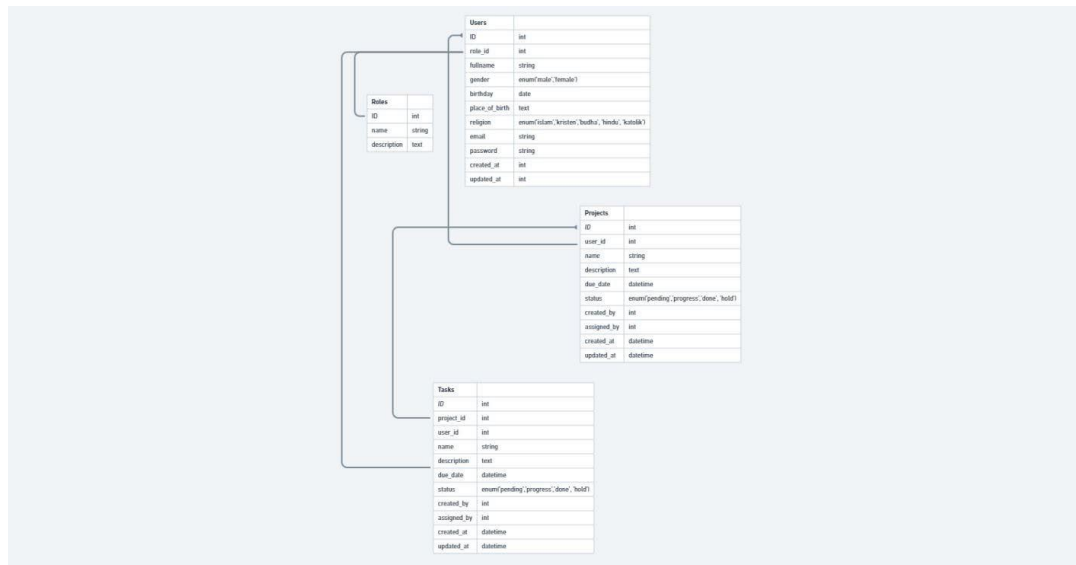 Users
ID int
role_id int
fullname string
gender enum('male','female')
birthday date
place_of_birth text
religion enum('islam','kristen','budha', 'hindu', 'katolik')
email string
password string
created_at int
updated_at int
Roles
ID int
name string
description text
Projects
ID int
user_id int
name string
description text
due_date datetime
status enum('pending','progress','done', 'hold')
created_by int
assigned_by int
created_at datetime
updated_at datetime
Tasks
ID int
project_id int
user_id int
name string
description text
due_date datetime
status enum('pending','progress','done', 'hold')
created_by int
assigned_by int
created_at datetime
updated_at datetime